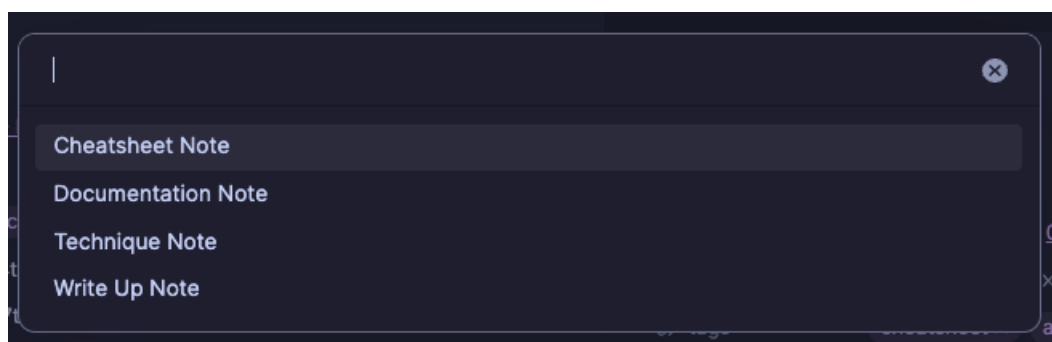 Cheatsheet Note
Documentation Note
Technique Note
Write Up Note